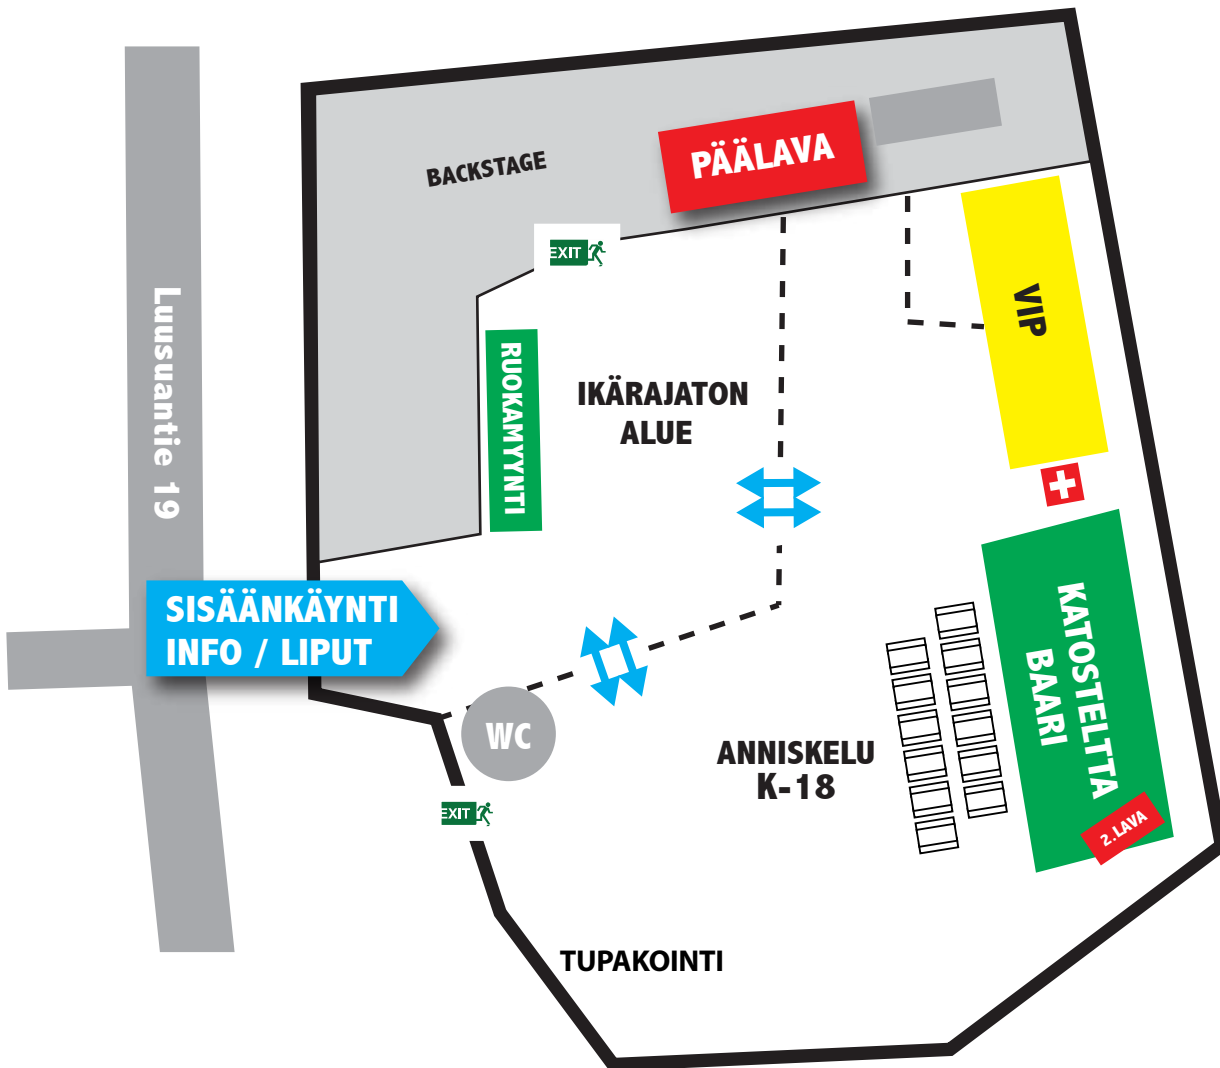 PÄÄLAVA
BACKSTAGE
EXIT
VIP
Luusuantie 19
RUOKAMYYNTI
IKÄRAJATON
ALUE
SISÄÄNKÄYNTI
INFO / LIPUT
WC
KATOSTELTTA
BAARI
ANNISKELU
K-18
EXIT
2.LAVA
TUPAKOINTI